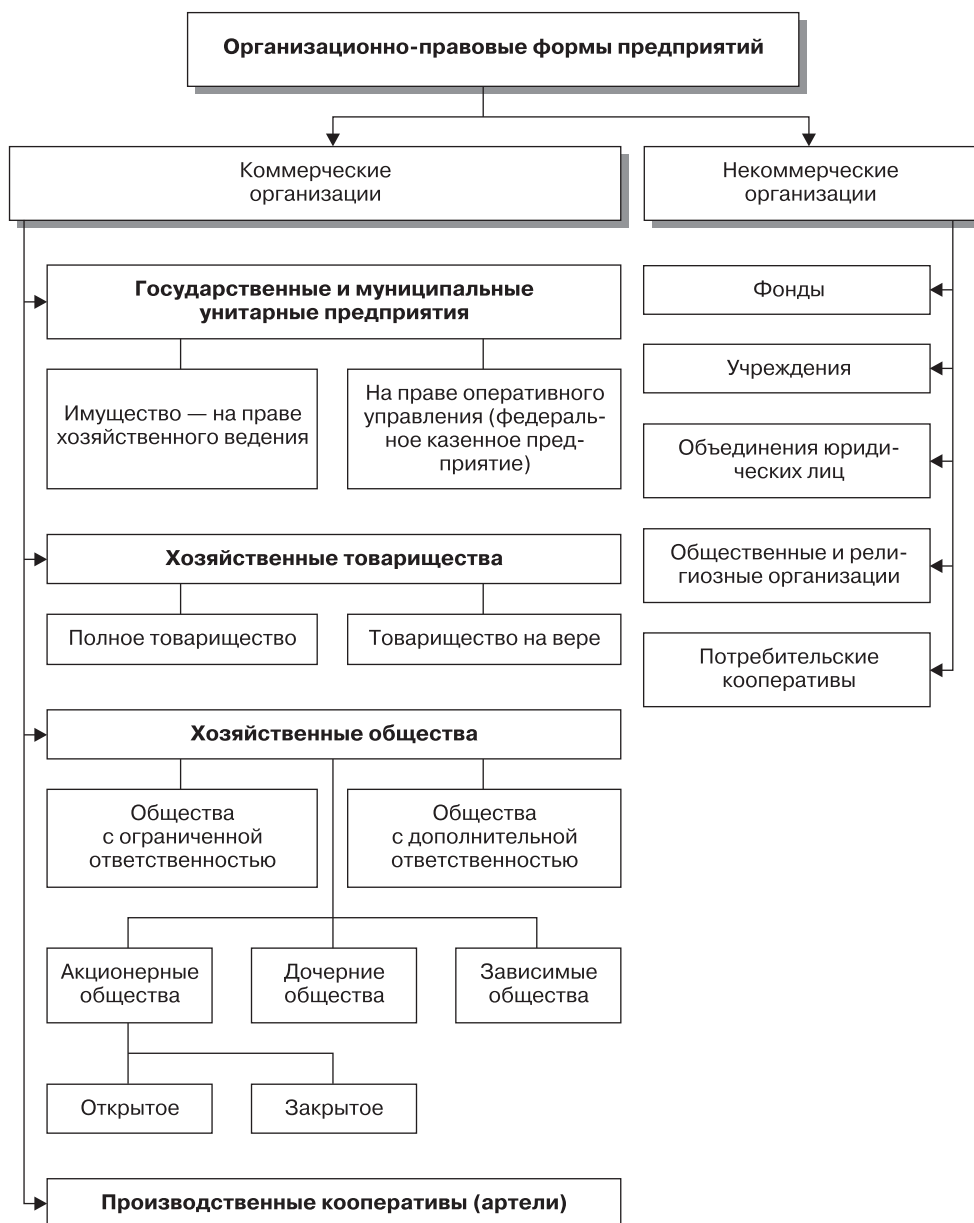 Организационно-правовые формы предприятий
Коммерческие
организации
Некоммерческие
организации
Государственные и муниципальные
унитарные предприятия
Имущество — на праве
хозяйственного ведения
На праве оперативного
управления (федераль-
ное казенное пред-
приятие)
Хозяйственные товарищества
Полное товарищество
Товарищество на вере
Хозяйственные общества
Общества
с ограниченной
ответственностью
Общества
с дополнительной
ответственностью
Акционерные
общества
Дочерние
общества
Зависимые
общества
Открытое
Закрытое
Производственные кооперативы (артели)
Фонды
Учреждения
Объединения юриди-
ческих лиц
Общественные и рели-
гиозные организации
Потребительские
кооперативы